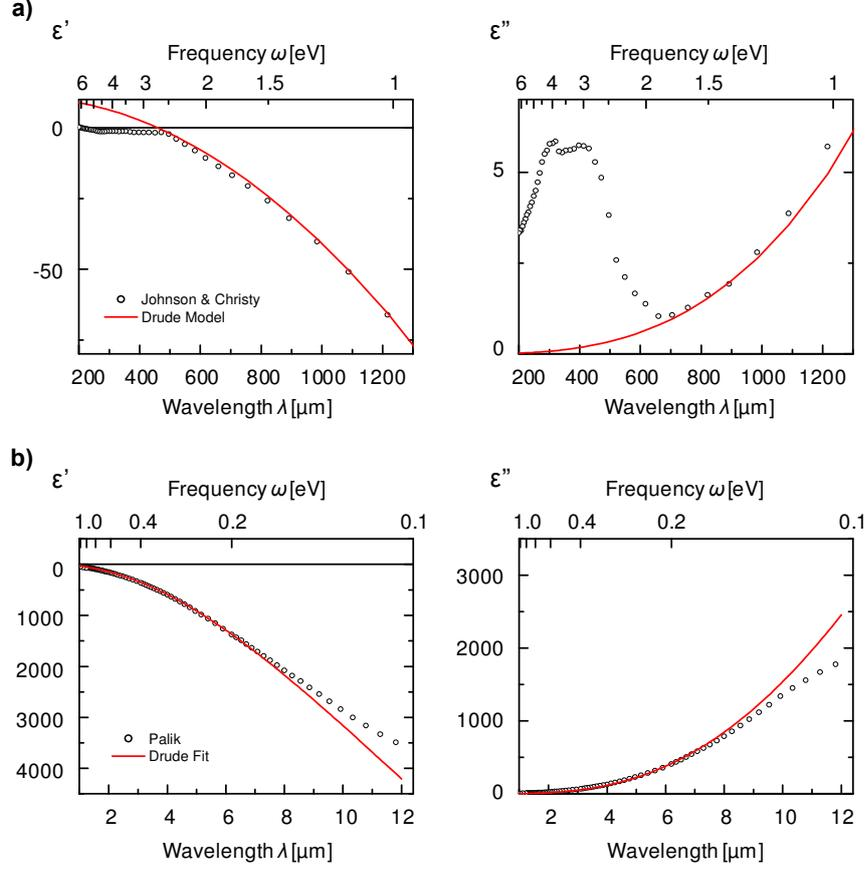 a)
ε’
Frequency ω [eV]
6 4 3 2 1.5 1
0
-50
Johnson & Christy
Drude Model
200 400 600 800 1000 1200
Wavelength λ [μm]
ε”
Frequency ω [eV]
6 4 3 2 1.5 1
5
0
200 400 600 800 1000 1200
Wavelength λ [μm]
b)
ε’
Frequency ω [eV]
1.0 0.4 0.2 0.1
0
1000
2000
3000
4000
Palik
Drude Fit
2 4 6 8 10 12
Wavelength λ [μm]
ε”
Frequency ω [eV]
1.0 0.4 0.2 0.1
3000
2000
1000
0
2 4 6 8 10 12
Wavelength [μm]